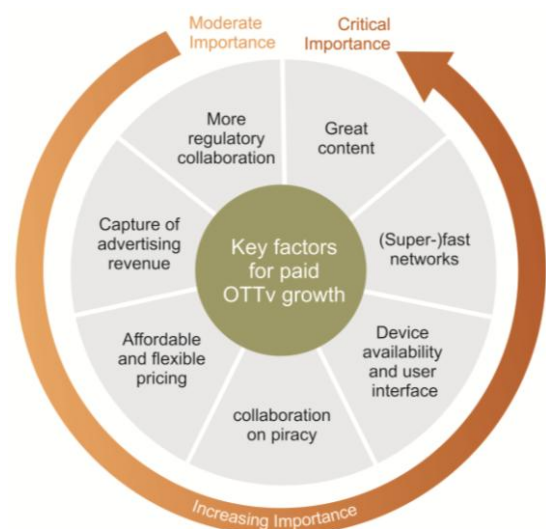 Moderate
Importance
Critical
Importance
More
regulatory
collaboration
Great
content
Capture of
advertising
revenue
Key factors
for paid
OTTv growth
(Super-)fast
networks
Affordable
and flexible
pricing
Device
availability
and user
interface
collaboration
on piracy
Increasing Importance